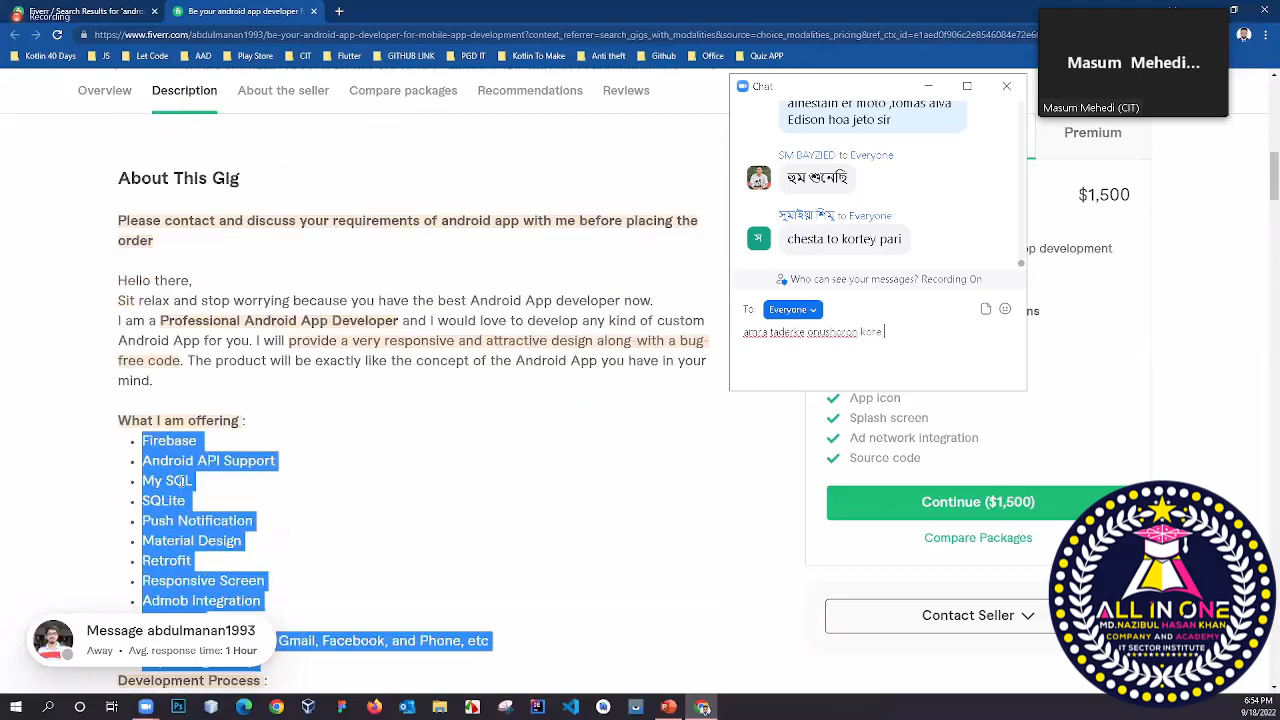 Fiverr / Search Results for 'andro
Be your android app developer f
https://www.fiverr.com/abdulmanan1993/be-your-android-app-developer-mobile-app-development?context_referrer=search_gigs_with_modalities&source=choice_modalities_pricing&ref_ctx_id=
Kotlin 40 Days
JS
Let Code
AAD
Play Store
CIT
Flutter
GITHUB LINK
PGD IT
Kotlin To Make
Anti theft
Github
Office
Quiz APP
Masum Mehedi...
Masum Mehedi (CIT)
Overview
Description
About the seller
Compare packages
Recommendations
Reviews
Premium
$1,500
p development
ns
App icon
Splash screen
Ad network integration
Source code
Continue ($1,500)
Compare Packages
Contact Seller
About This Gig
Please contact and discuss your requirements of android app with me before placing the
order
Hello there,
Sit relax and stop worrying because you have the best Android App developer now.
I am a Professional Android App Developer and I would love to develop any kind of custom
Android App for you. I will provide a very responsive and attractive design along with a bug-
free code. The product will be exactly like the concept of the Android App you have in your
mind.
What I am offering :
Firebase
Android API Support
My SQL
SQLite
Push Notification
Material Design
Retrofit
Responsive Screen
Admob integration
Gmail, Facebook, and Phone, etc
Development Process :
Message abdulmanan1993
Away • Avg. response time: 1 Hour
Chat
ainestain er moto ,tomas alva
Edison hoa jeto sir
SM BAYZIED to Everyone
হুম শুনেছি
to Everyone
স
chesta to kortey pari
Who can see your messages? Recording On
To
Everyone
amra taderke onushoron kore
ALL IN ONE
MD.NAZIBUL HASAN KHAN
COMPANY AND ACADEMY
IT SECTOR INSTITUTE
6:54 PM
9/18/2022